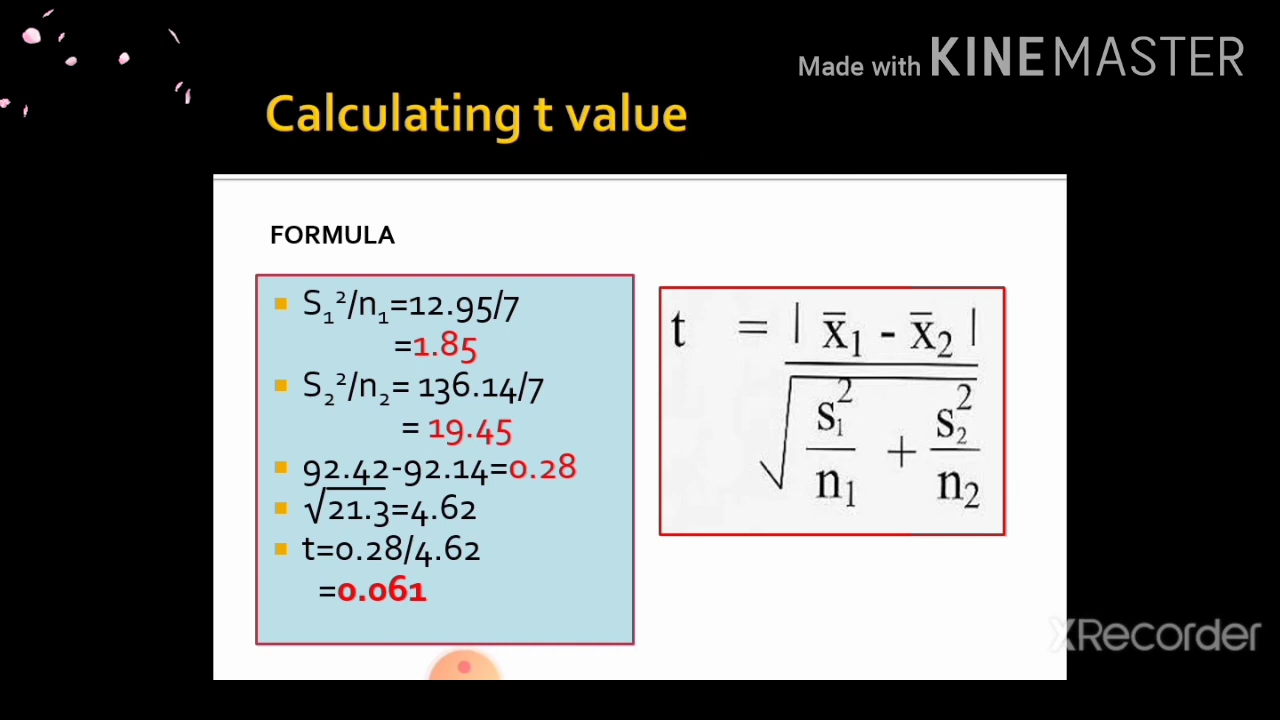 Made with KINEMASTER
Calculating t value
FORMULA
S₁²/n₁=12.95/7
=1.85
S₂²/n₂= 136.14/7
= 19.45
92.42-92.14=0.28
√21.3=4.62
t=0.28/4.62
=0.061
t = | x̅₁ - x̅₂ |
√ s₁² + s₂²
n₁ n₂
XRecorder